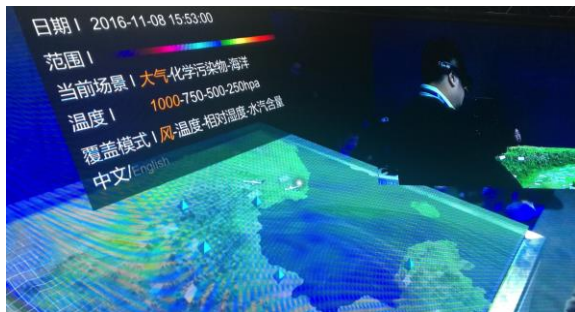 日期 | 2016-11-08 15:53:00
范围 |
当前场景 | 大气-化学污染物-海洋
温度 | 1000-750-500-250hpa
覆盖模式 | 风-温度-相对湿度-水汽含量
中文/English